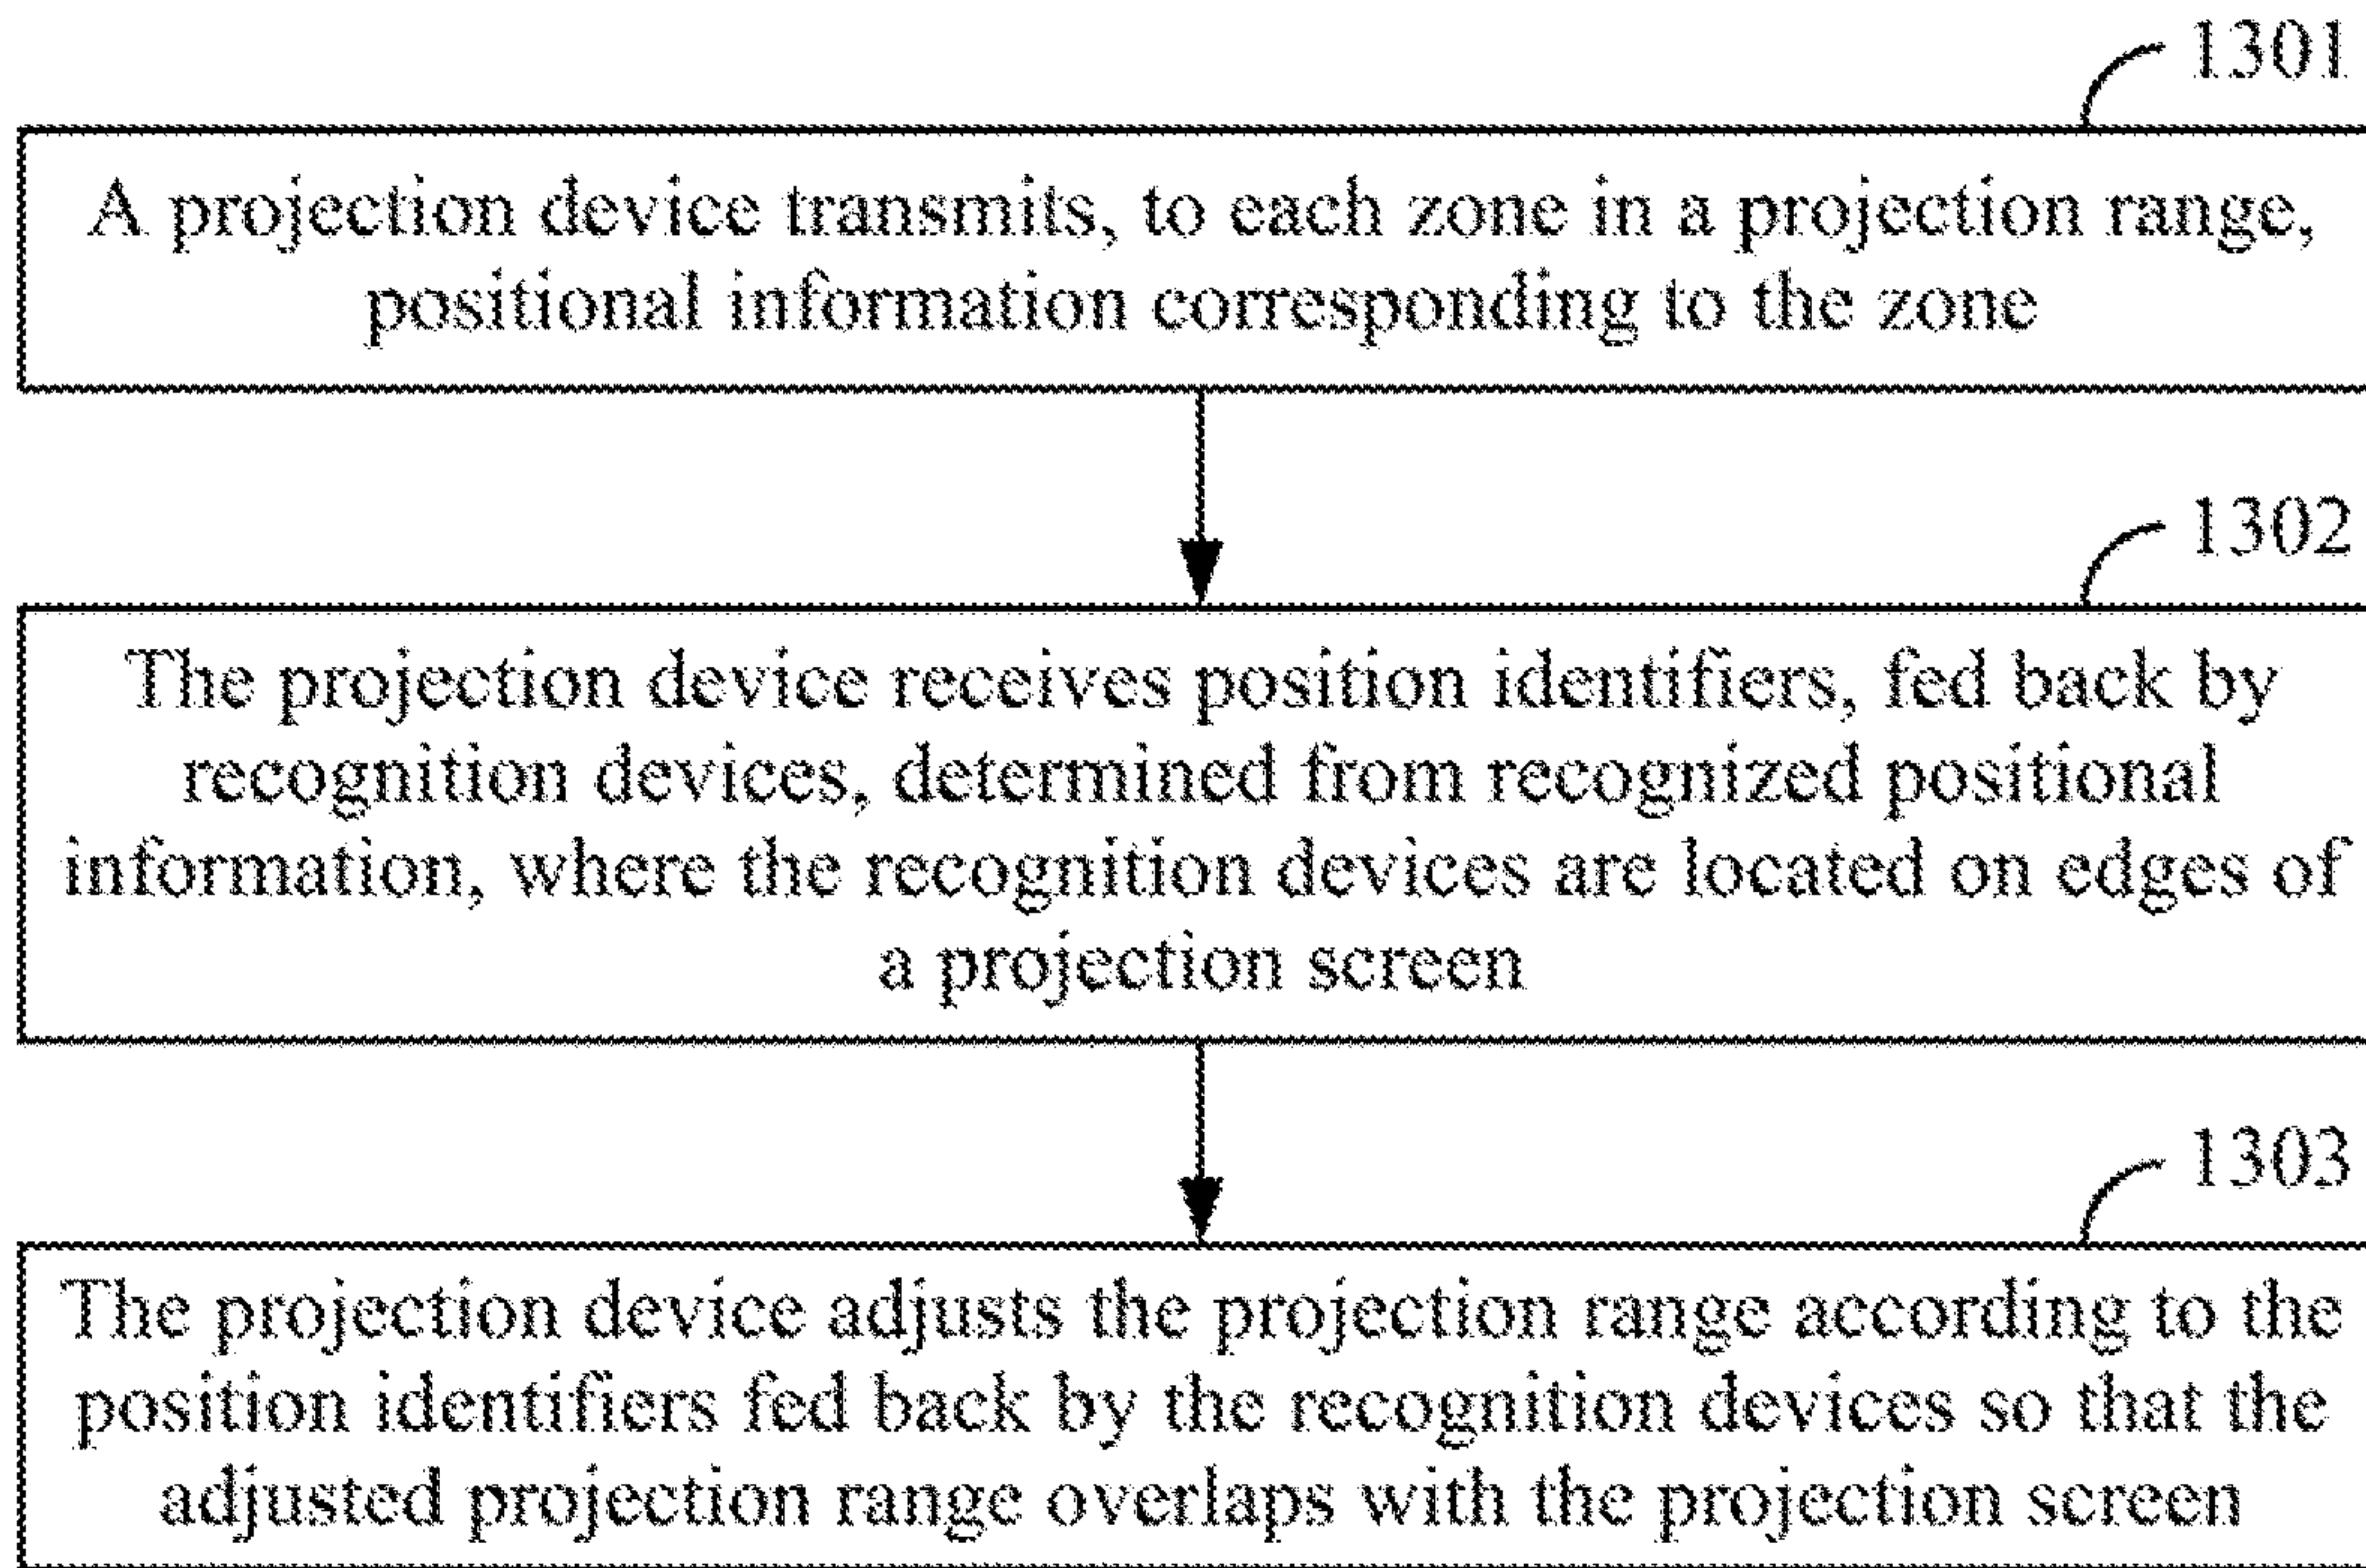 1301
A projection device transmits, to each zone in a projection range,
positional information corresponding to the zone
1302
The projection device receives position identifiers, fed back by
recognition devices, determined from recognized positional
information, where the recognition devices are located on edges of
a projection screen
1303
The projection device adjusts the projection range according to the
position identifiers fed back by the recognition devices so that the
adjusted projection range overlaps with the projection screen